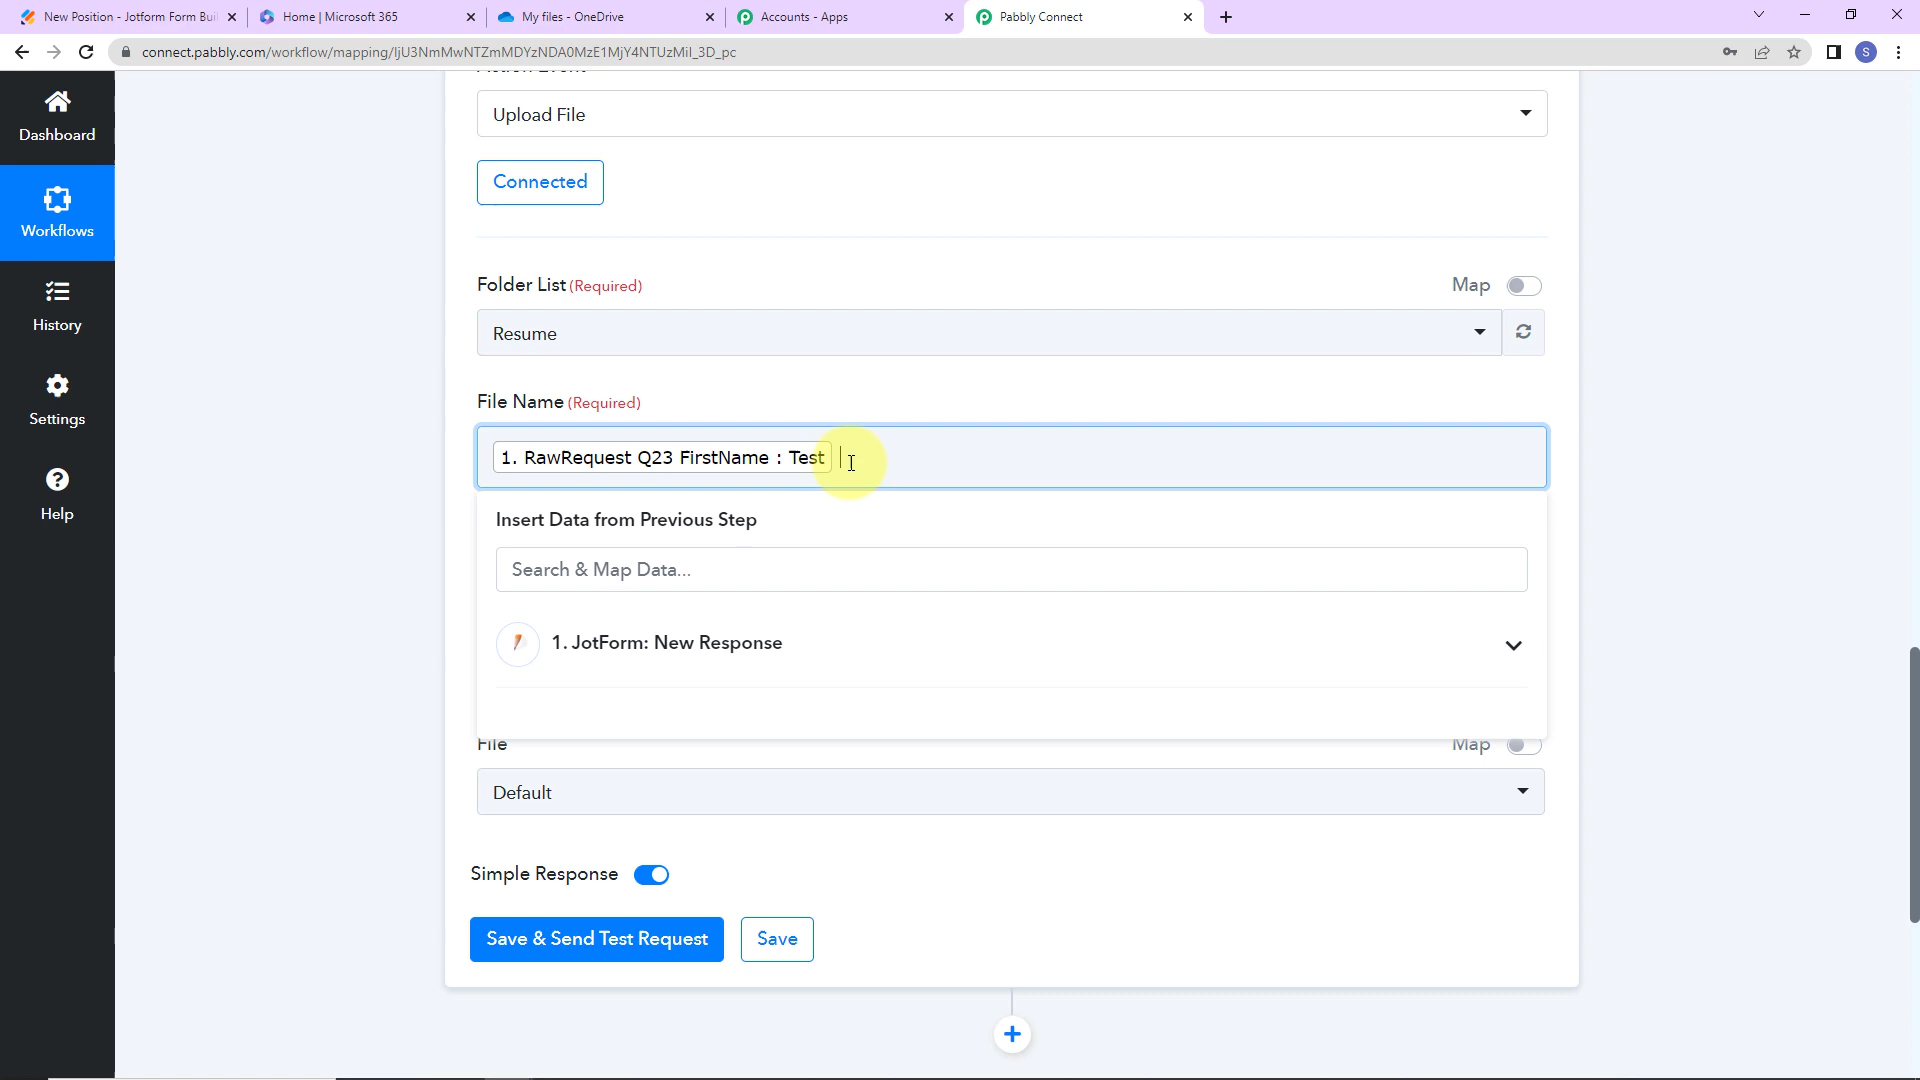 New Position - Jotform Form Bui
Home | Microsoft 365
My files - OneDrive
Accounts - Apps
Pabbly Connect
connect.pabbly.com/workflow/mapping/
S
Dashboard
Workflows
History
Settings
Help
Action Event
Upload File
Connected
Folder List (Required)
Map
Resume
File Name (Required)
1. RawRequest Q23 FirstName : Test
Insert Data from Previous Step
Search & Map Data...
1. JotForm: New Response
File
Map
Default
Simple Response
Save & Send Test Request
Save